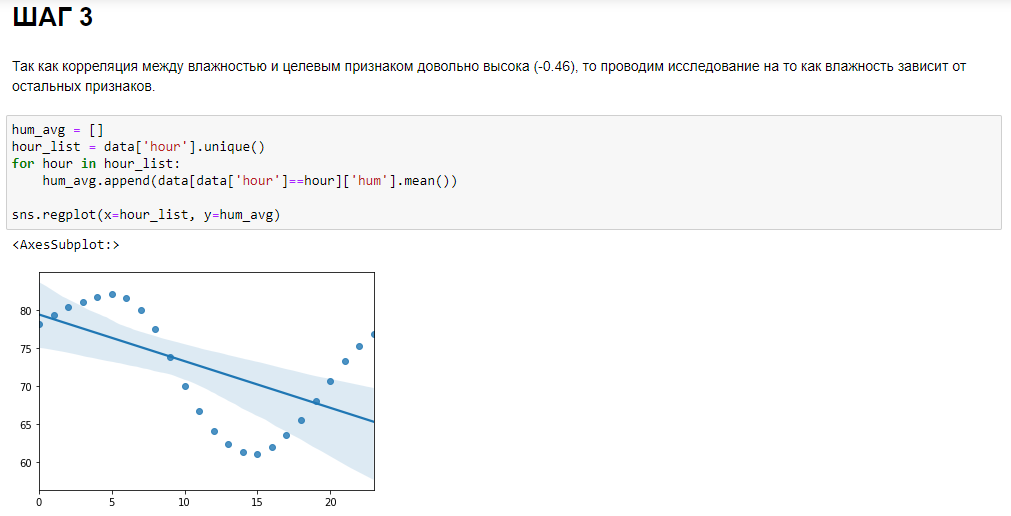 ШАГ 3
Так как корреляция между влажностью и целевым признаком довольно высока (-0.46), то проводим исследование на то как влажность зависит от
остальных признаков.
hum_avg = []
hour_list = data['hour'].unique()
for hour in hour_list:
    hum_avg.append(data[data['hour']==hour]['hum'].mean())
sns.regplot(x=hour_list, y=hum_avg)
<AxesSubplot:>
80
75
70
65
60
0 5 10 15 20